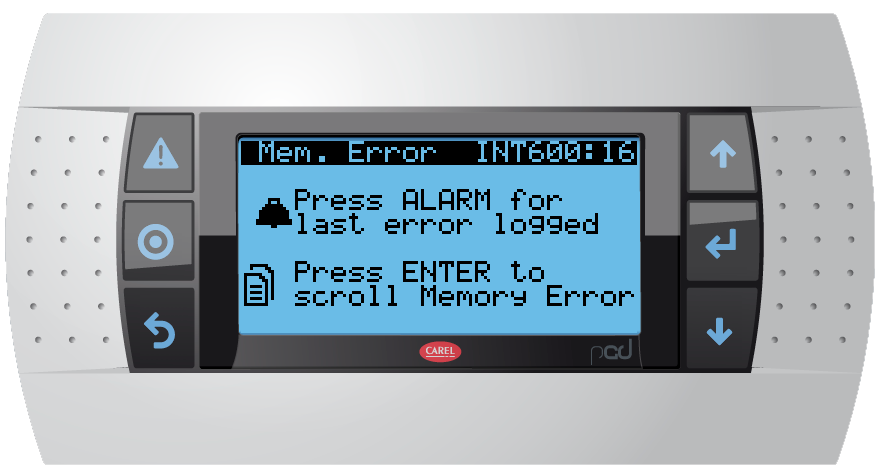 Mem. Error INT600:16
Press ALARM for
last error logged
Press ENTER to
scroll Memory Error
CAREL
pGD